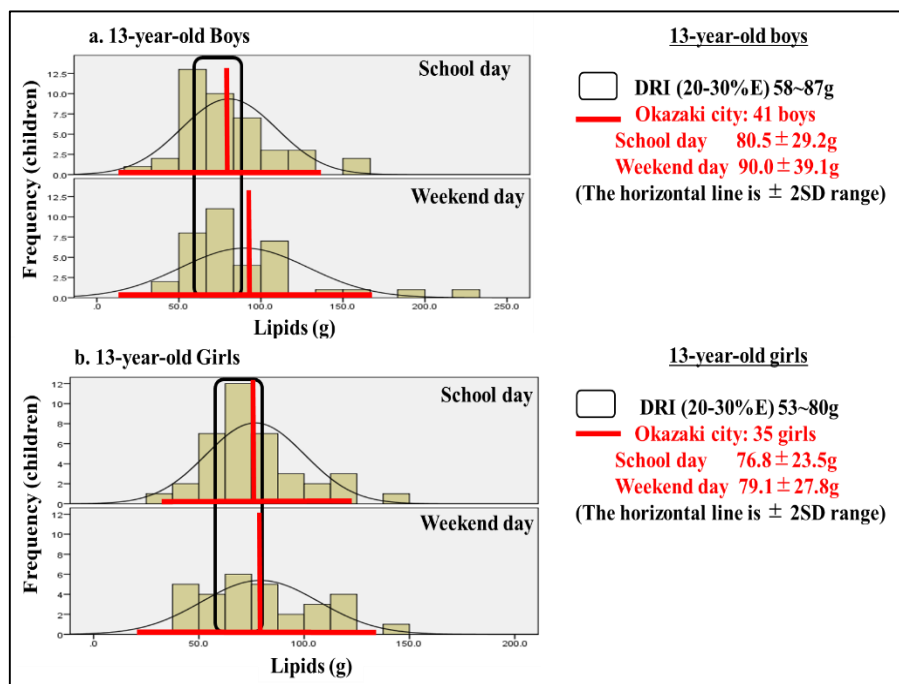 a. 13-year-old Boys
School day
12.5
10.0
7.5
5.0
2.5
0.0
Weekend day
12.5
10.0
7.5
5.0
2.5
0.0
Frequency (children)
.0 50.0 100.0 150.0 200.0 250.0
Lipids (g)
13-year-old boys
DRI (20-30%E) 58~87g
Okazaki city: 41 boys
School day 80.5±29.2g
Weekend day 90.0±39.1g
(The horizontal line is ± 2SD range)
b. 13-year-old Girls
School day
12
10
8
6
4
2
0
Weekend day
12
10
8
6
4
2
0
Frequency (children)
.0 50.0 100.0 150.0 200.0
Lipids (g)
13-year-old girls
DRI (20-30%E) 53~80g
Okazaki city: 35 girls
School day 76.8±23.5g
Weekend day 79.1±27.8g
(The horizontal line is ± 2SD range)